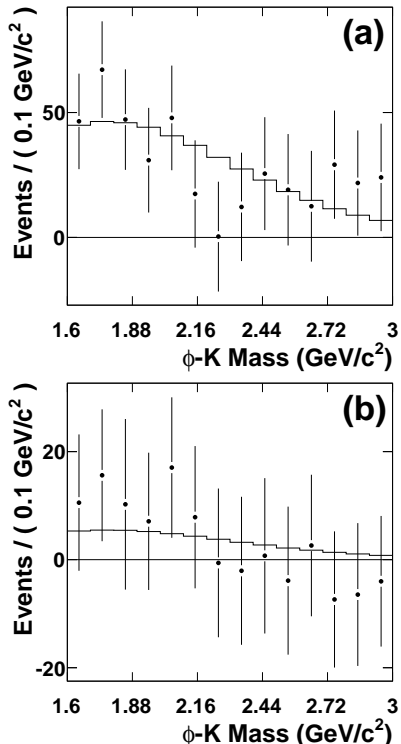 (a)
Events / ( 0.1 GeV/c²)
50
0
1.6 1.88 2.16 2.44 2.72 3
ϕ-K Mass (GeV/c²)
(b)
Events / ( 0.1 GeV/c²)
20
0
-20
1.6 1.88 2.16 2.44 2.72 3
ϕ-K Mass (GeV/c²)